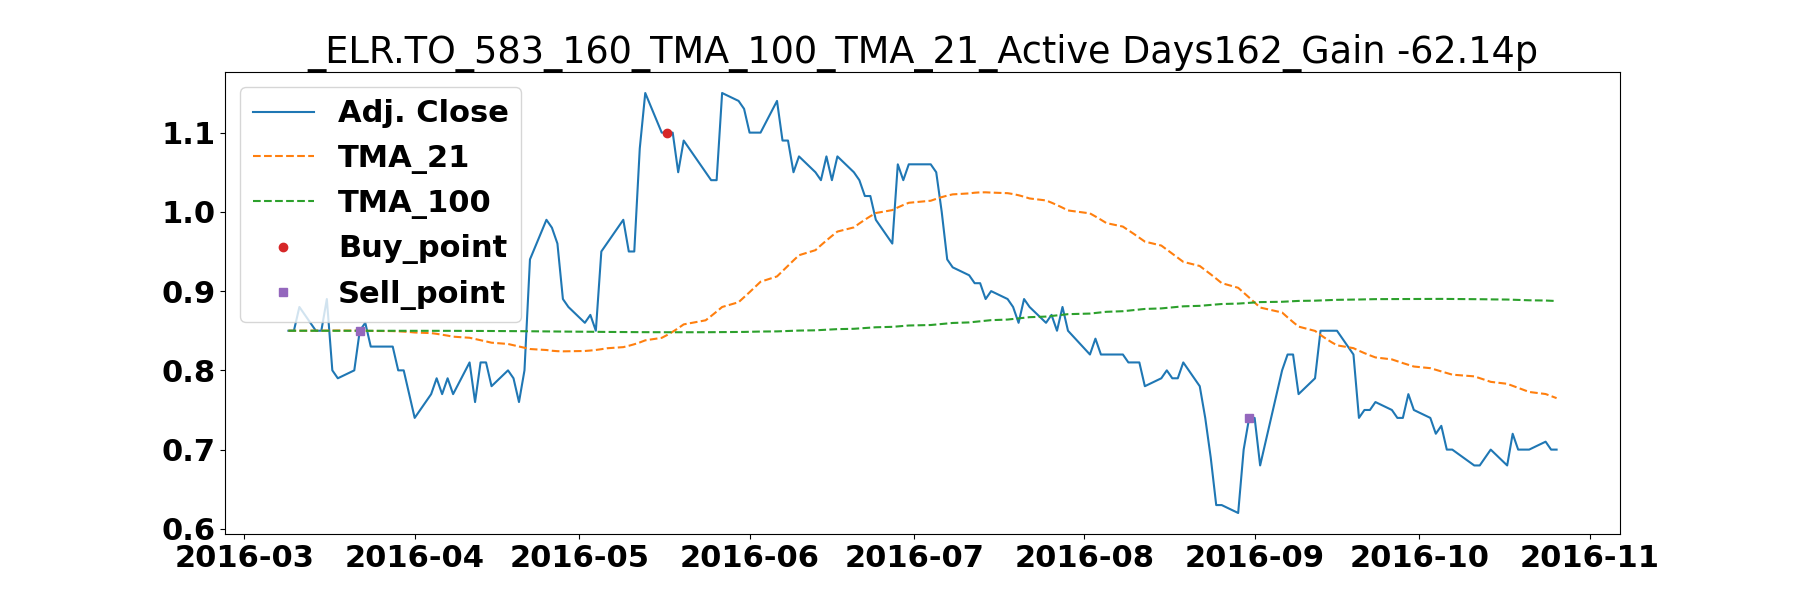 _ELR.TO_583_160_TMA_100_TMA_21_Active Days162_Gain -62.14p
Adj. Close
TMA_21
TMA_100
Buy_point
Sell_point
1.1
1.0
0.9
0.8
0.7
0.6
2016-03 2016-04 2016-05 2016-06 2016-07 2016-08 2016-09 2016-10 2016-11